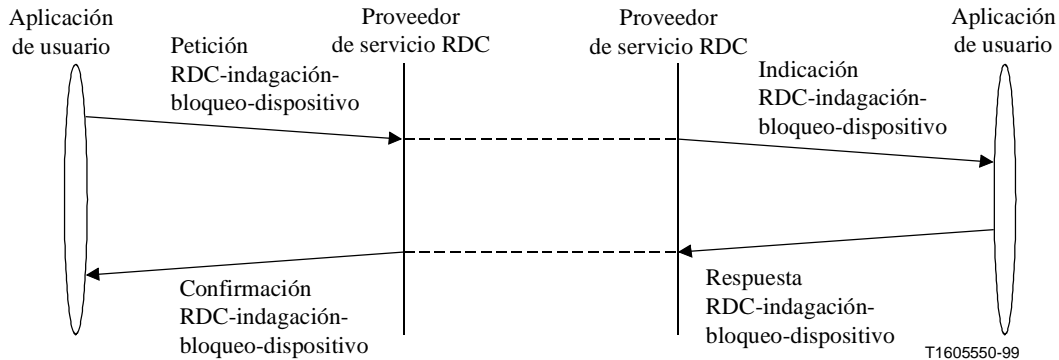 Aplicación
de usuario
Proveedor
de servicio RDC
Proveedor
de servicio RDC
Aplicación
de usuario
Petición
RDC-indagación-
bloqueo-dispositivo
Indicación
RDC-indagación-
bloqueo-dispositivo
Confirmación
RDC-indagación-
bloqueo-dispositivo
Respuesta
RDC-indagación-
bloqueo-dispositivo
T1605550-99